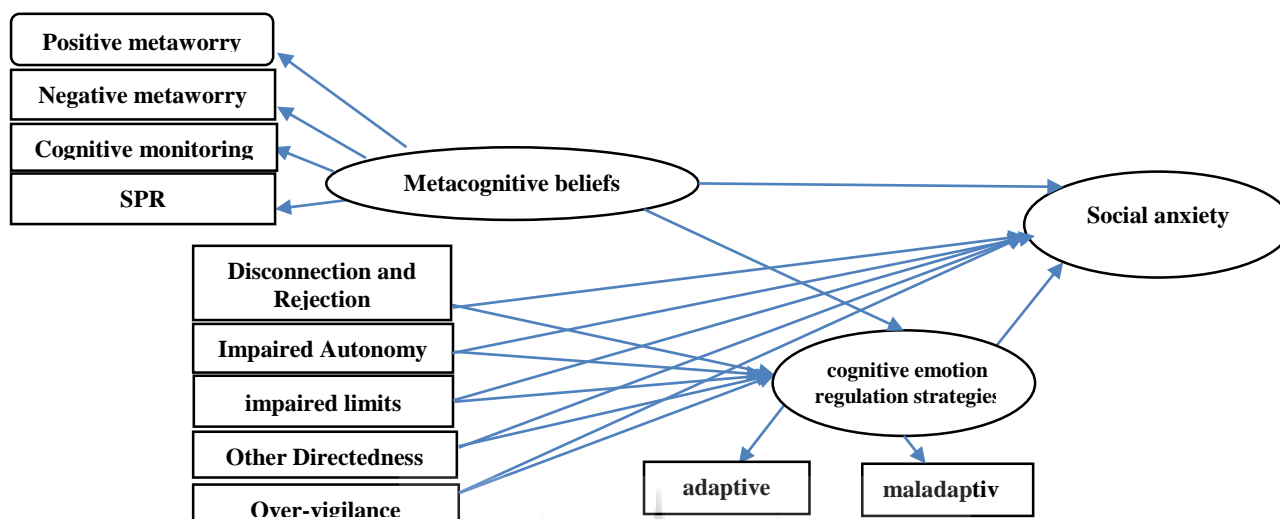 Positive metaworry
Negative metaworry
Cognitive monitoring
SPR
Metacognitive beliefs
Social anxiety
Disconnection and
Rejection
Impaired Autonomy
impaired limits
Other Directedness
Over-vigilance
cognitive emotion
regulation strategies
adaptive
maladaptiv